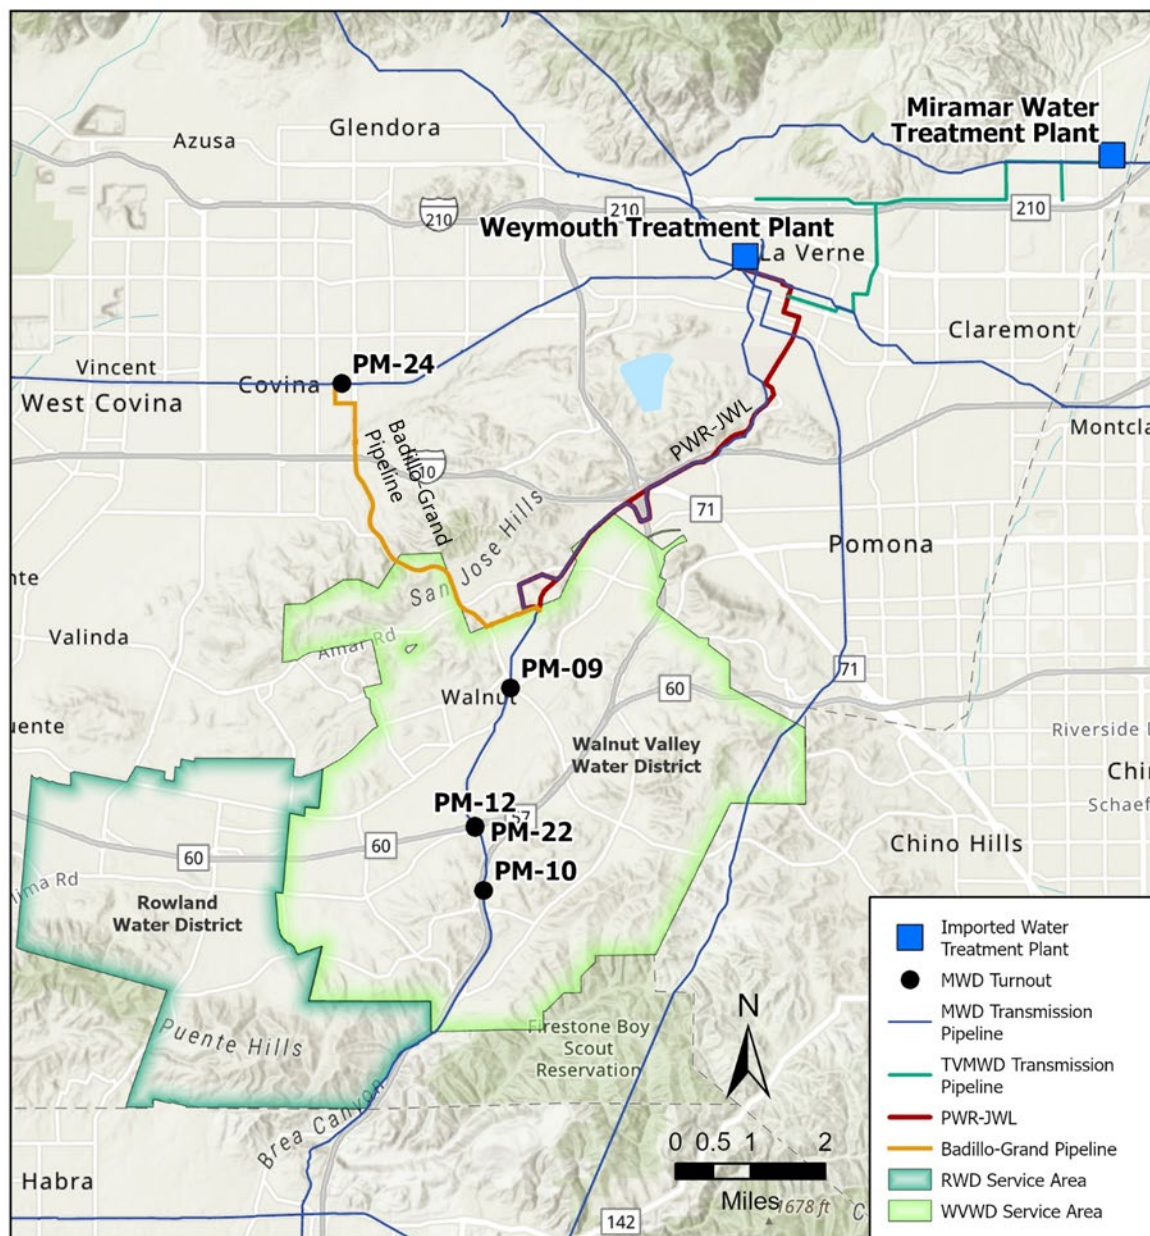 Miramar Water
Treatment Plant
Glendora
Azusa
210
210
210
Weymouth Treatment Plant
La Verne
Claremont
Vincent
PM-24
Covina
West Covina
Montcla
Badillo-Grand
Pipeline
PWR-JWL
10
71
San Jose Hills
Pomona
nte
Valinda
Amar Rd
PM-09
71
Walnut
60
uente
Walnut Valley
Water District
Riverside
Chi
Schaef
PM-12
57
PM-22
60
60
Chino Hills
PM-10
lima Rd
Rowland
Water District
Puente Hills
Firestone Boy
Scout
Reservation
Brea Canyon
Habra
N
0 0.5 1 2
Miles
1678 ft
C
142
Imported Water
Treatment Plant
MWD Turnout
MWD Transmission
Pipeline
TVMWD Transmission
Pipeline
PWR-JWL
Badillo-Grand Pipeline
RWD Service Area
WVWD Service Area